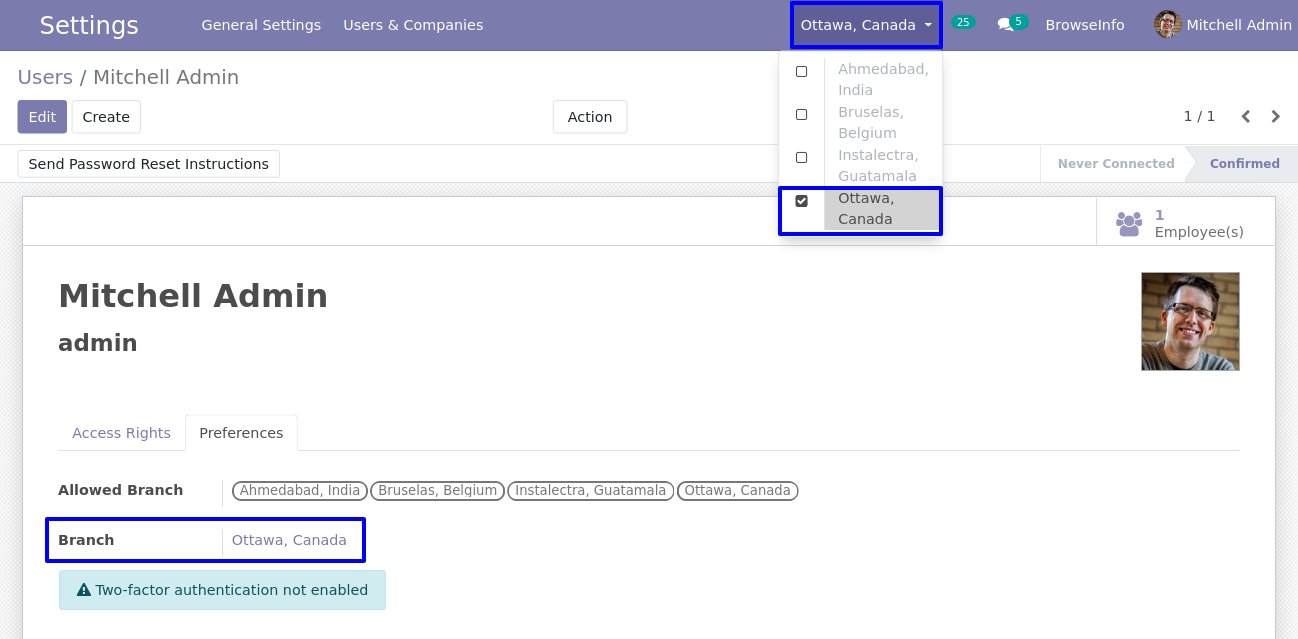 Settings
General Settings
Users & Companies
Ottawa, Canada
25
5
BrowseInfo
Mitchell Admin
Users / Mitchell Admin
Edit
Create
Action
1 / 1
Send Password Reset Instructions
Never Connected
Confirmed
Ahmedabad,
India
Bruselas,
Belgium
Instalectra,
Guatamala
Ottawa,
Canada
1
Employee(s)
Mitchell Admin
admin
Access Rights
Preferences
Allowed Branch
Ahmedabad, India
Bruselas, Belgium
Instalectra, Guatamala
Ottawa, Canada
Branch
Ottawa, Canada
Two-factor authentication not enabled